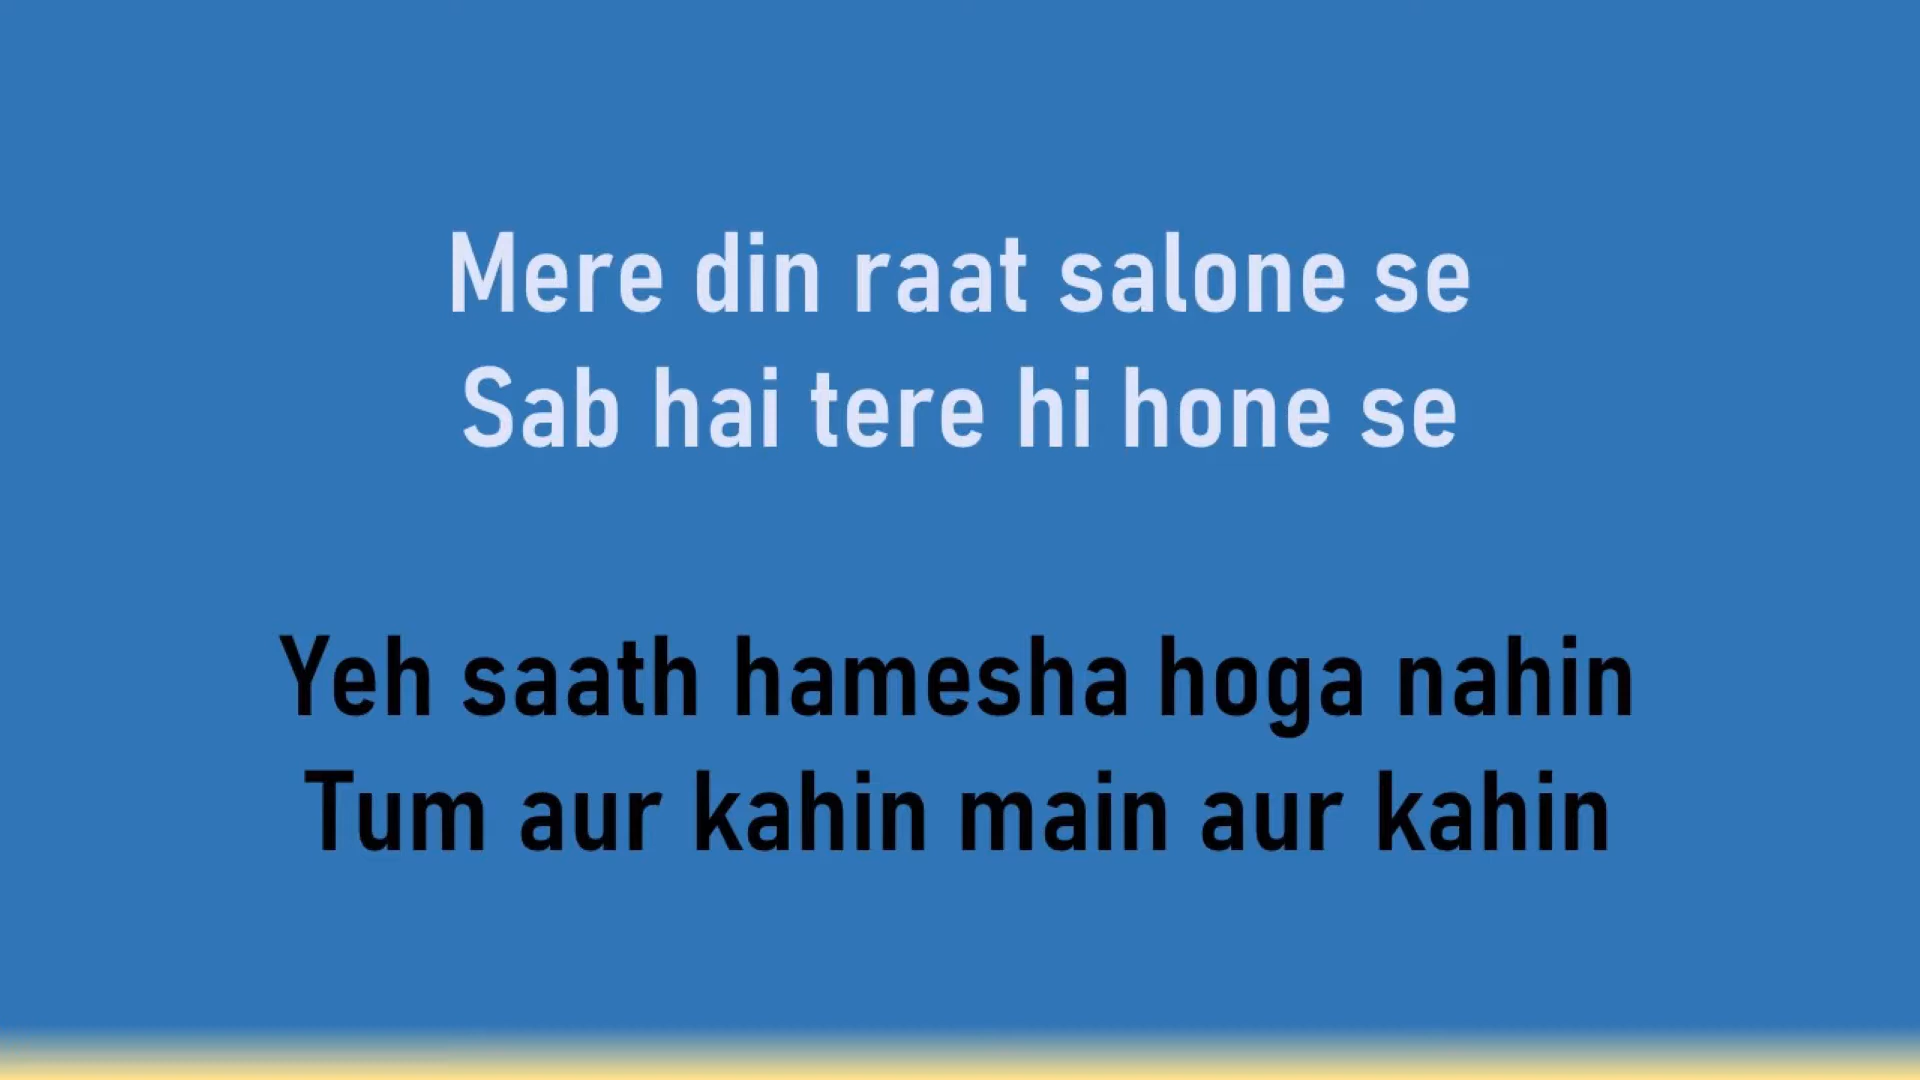 Mere din raat salone se
Sab hai tere hi hone se
Yeh saath hamesha hoga nahin
Tum aur kahin main aur kahin